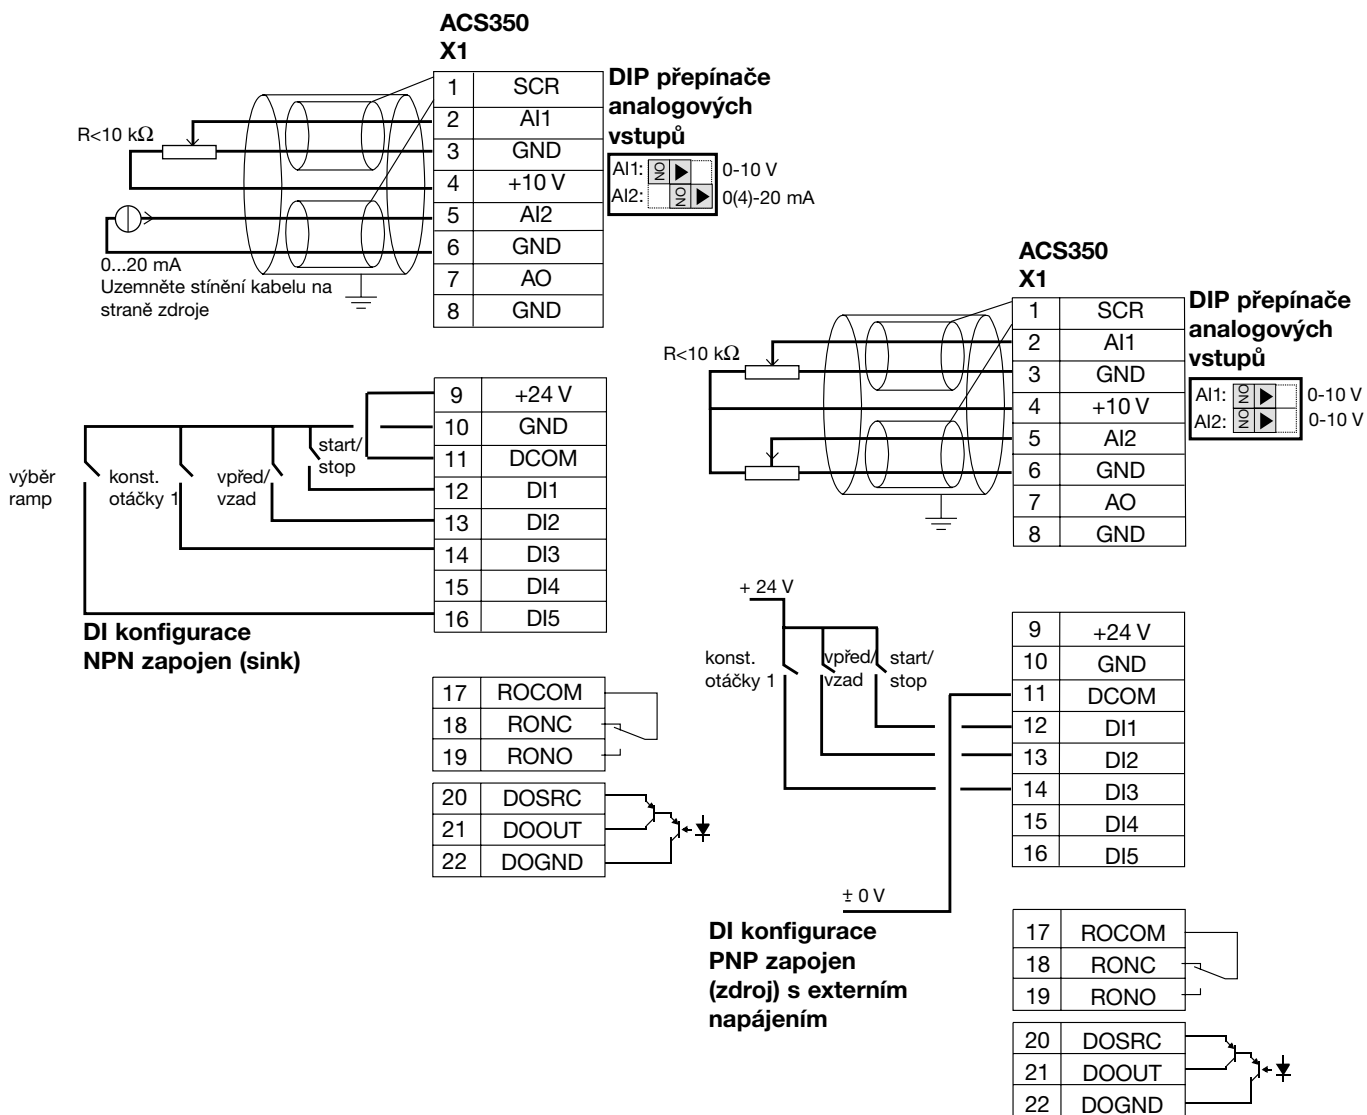 ACS350
X1
1 SCR
2 AI1
3 GND
4 +10 V
5 AI2
6 GND
7 AO
8 GND
DIP přepínače
analogových
vstupů
AI1: ON 0-10 V
AI2: ON 0(4)-20 mA
R<10 kΩ
0...20 mA
Uzemněte stínění kabelu na
straně zdroje
9 +24 V
10 GND
11 DCOM
12 DI1
13 DI2
14 DI3
15 DI4
16 DI5
výběr
ramp
konst.
otáčky 1
vpřed/
vzad
start/
stop
DI konfigurace
NPN zapojen (sink)
17 ROCOM
18 RONC
19 RONO
20 DOSRC
21 DOOUT
22 DOGND
ACS350
X1
1 SCR
2 AI1
3 GND
4 +10 V
5 AI2
6 GND
7 AO
8 GND
DIP přepínače
analogových
vstupů
AI1: ON 0-10 V
AI2: ON 0-10 V
R<10 kΩ
+ 24 V
9 +24 V
10 GND
11 DCOM
12 DI1
13 DI2
14 DI3
15 DI4
16 DI5
konst.
otáčky 1
vpřed/
vzad
start/
stop
± 0 V
DI konfigurace
PNP zapojen
(zdroj) s externím
napájením
17 ROCOM
18 RONC
19 RONO
20 DOSRC
21 DOOUT
22 DOGND